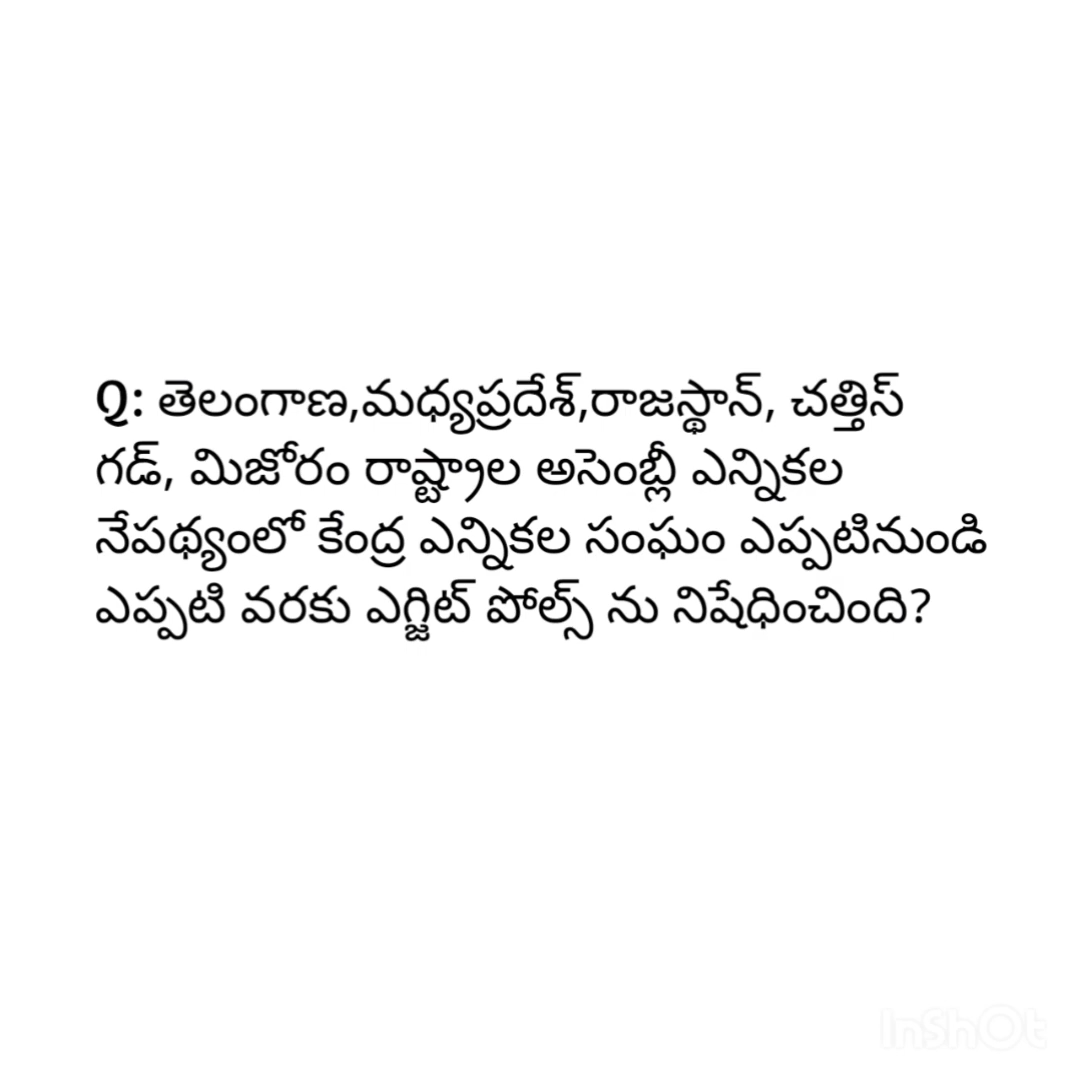 Q: తెలంగాణ,మధ్యప్రదేశ్,రాజస్థాన్, చత్తిస్
గడ్, మిజోరం రాష్ట్రాల అసెంబ్లీ ఎన్నికల
నేపథ్యంలో కేంద్ర ఎన్నికల సంఘం ఎప్పటినుండి
ఎప్పటి వరకు ఎగ్జిట్ పోల్స్ ను నిషేధించింది?
InShOt